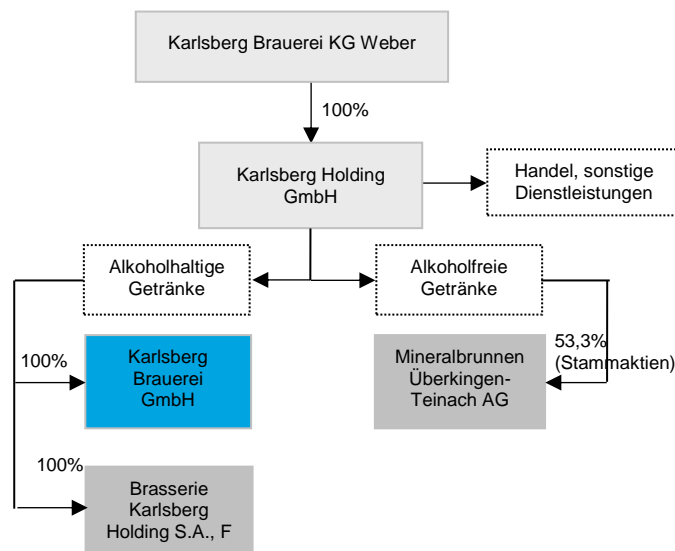 Karlsberg Brauerei KG Weber
100%
Karlsberg Holding
GmbH
Handel, sonstige
Dienstleistungen
Alkoholhaltige
Getränke
Alkoholfreie
Getränke
100%
Karlsberg
Brauerei
GmbH
53,3%
(Stammaktien)
Mineralbrunnen
Überkingen-
Teinach AG
100%
Brasserie
Karlsberg
Holding S.A., F